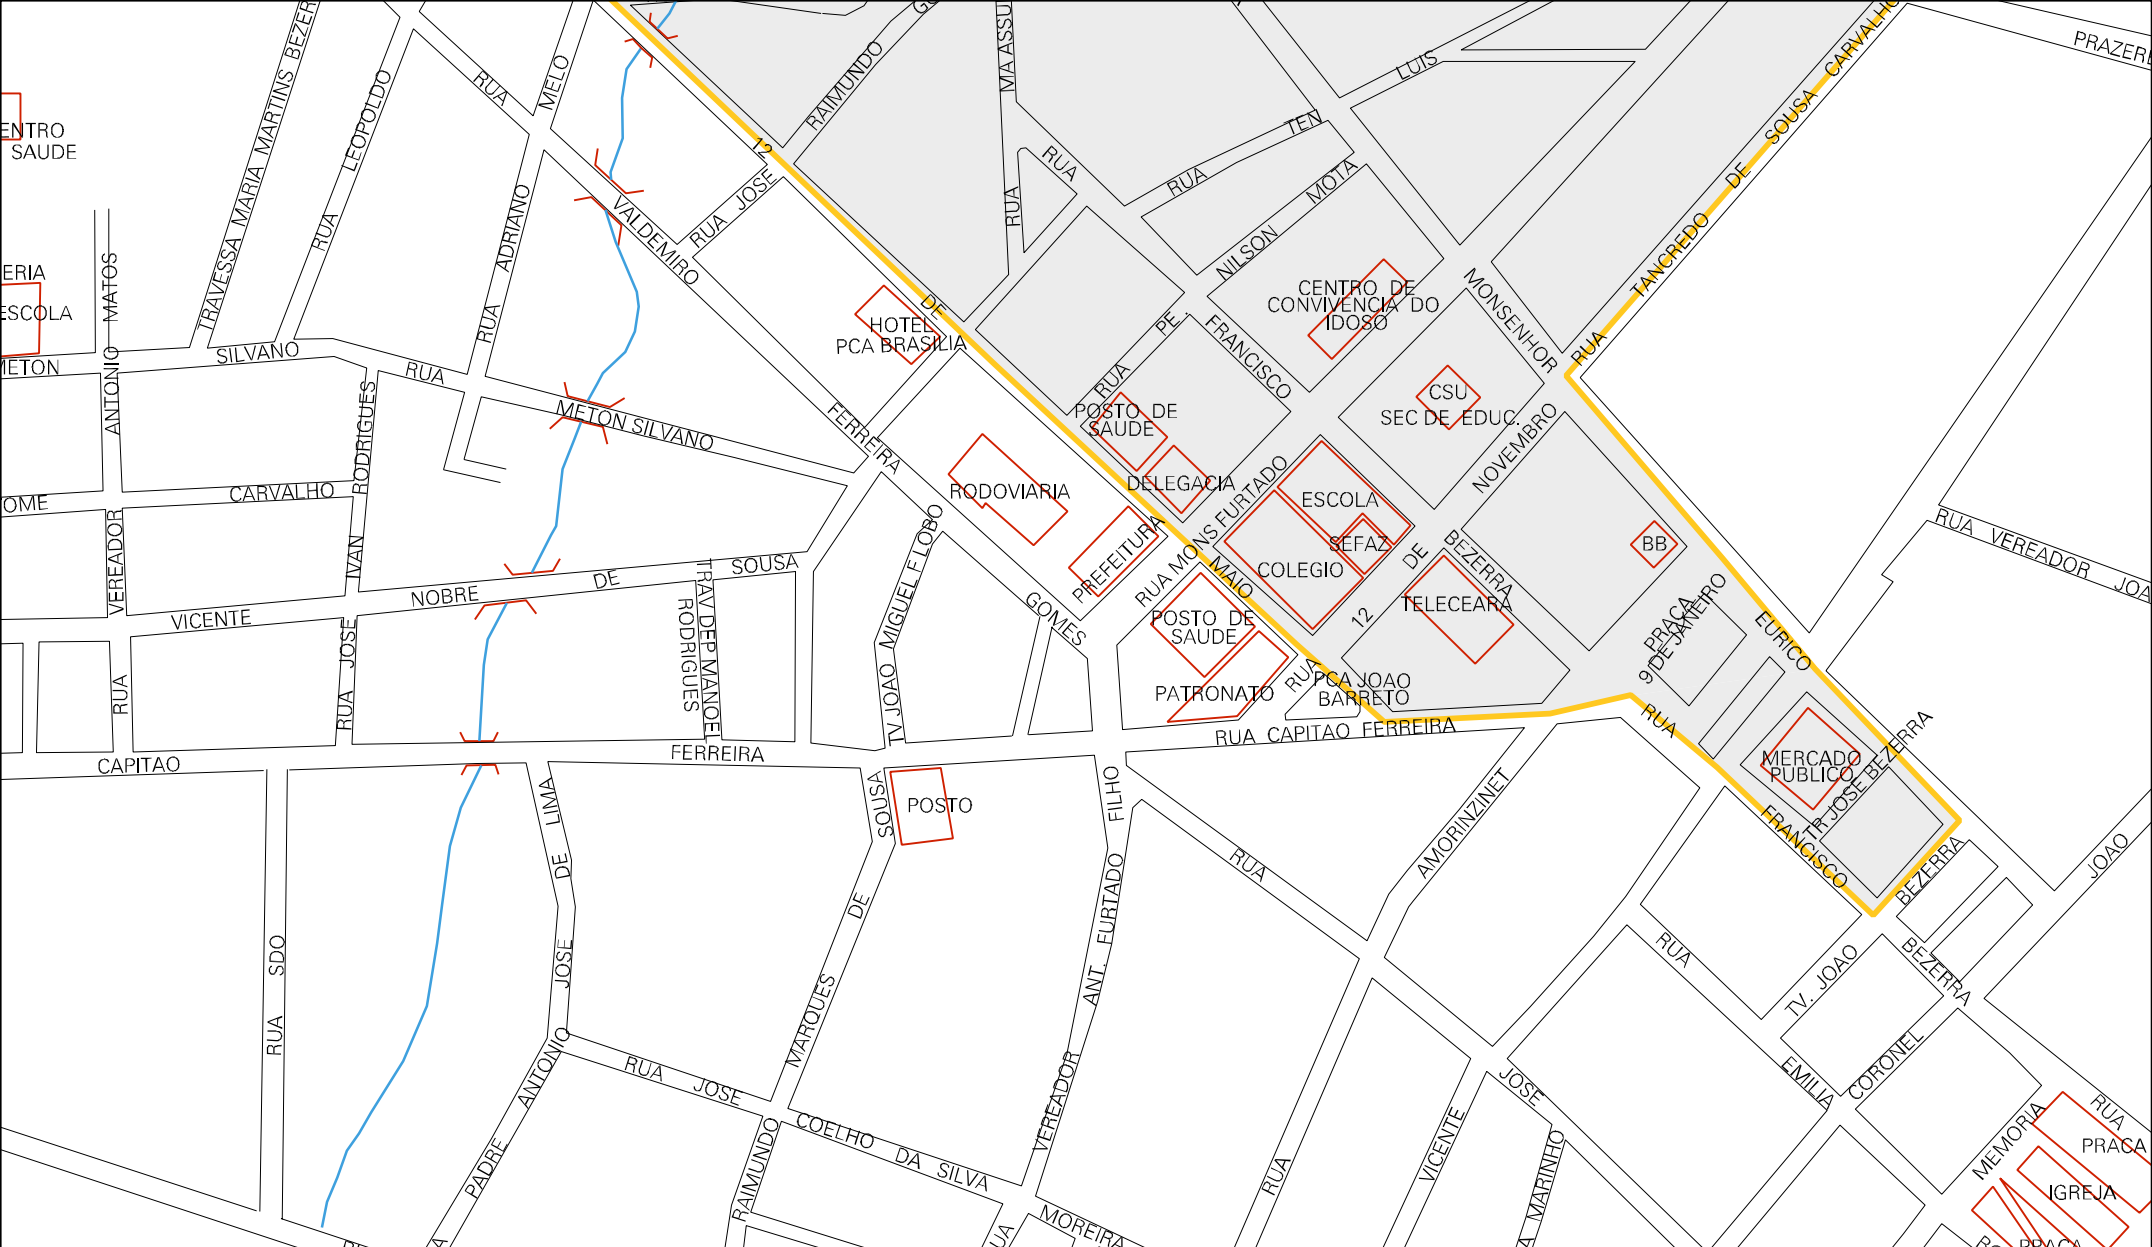 PRAZERE
CARVALHO
SOUSA
DE
TANCREDO
RUA
LUIS
TEN
RUA
MA ASSU
RUA
RUA
RAIMUNDO
MELO
ADRIANO
RUA
RUA
VALDEMIRO
FERREIRA
GOMES
RUA JOSE
12
DE
MAIO
TRAVESSA MARIA MARTINS BEZER
LEOPOLDO
RUA
ENTRO
SAUDE
ERIA
ESCOLA
MATOS
ANTONIO
VEREADOR
RUA
METON
SILVANO
RUA
METON SILVANO
NILSON MOTA
CENTRO DE
CONVIVENCIA DO
IDOSO
MONSENHOR
HOTEL
PCA BRASILIA
RUA PE.
FRANCISCO
CSU
SEC DE EDUC.
POSTO DE
SAUDE
DELEGACIA
RODRIGUES
IVAN
JOSE
RUA
OME
CARVALHO
RODOVIARIA
PREFEITURA
RUA MONS FURTADO
ESCOLA
SEFAZ
COLEGIO
NOVEMBRO
DE
12
RUA
BEZERRA
TELECEARA
BB
RUA VEREADOR JOA
VICENTE
NOBRE
DE
SOUSA
TRAV DEP MANOEL
RODRIGUES
MIGUEL F LOBO
TV JOAO
POSTO DE
SAUDE
PATRONATO
PCA JOAO
BARRETO
PRACA
9 DE JANEIRO
EURICO
BEZERRA
CAPITAO
FERREIRA
RUA CAPITAO FERREIRA
RUA
FRANCISCO
BEZERRA
MERCADO
PUBLICO
TR JOSE BEZERRA
POSTO
LIMA
DE
JOSE
ANTONIO
PADRE
SOUSA
DE
MARQUES
RAIMUNDO
FILHO
ANT. FURTADO
VEREADOR
RUA
JOSE
AMORINZINET
RUA
JOAO
RUA SDO
RUA
EMILIA
TV. JOAO
CORONEL
MEMORIA
RUA JOSE
COELHO
DA SILVA
MOREIRA
VICENTE
MARINHO
RUA
PRACA
IGREJA
PRACA